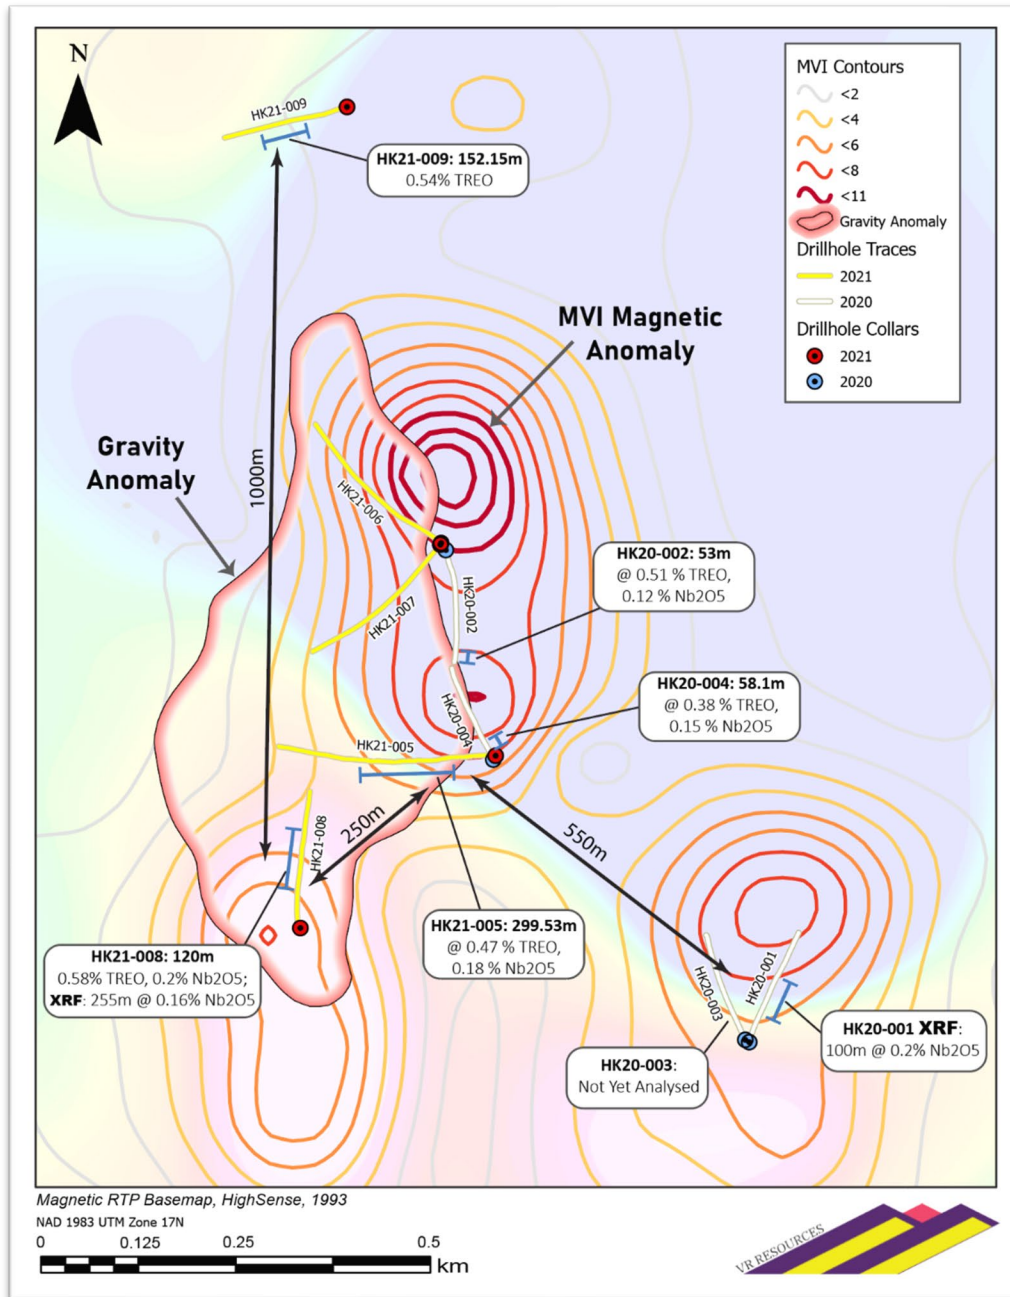 N
HK21-009
HK21-009: 152.15m
0.54% TREO
MVI Contours
<2
<4
<6
<8
<11
Gravity Anomaly
Drillhole Traces
2021
2020
Drillhole Collars
2021
2020
MVI Magnetic
Anomaly
Gravity
Anomaly
1000m
HK21-006
HK21-007
HK20-002
HK20-002: 53m
@ 0.51 % TREO,
0.12 % Nb2O5
HK20-004: 58.1m
@ 0.38 % TREO,
0.15 % Nb2O5
HK20-004
HK21-005
HK21-008
250m
550m
HK21-005: 299.53m
@ 0.47 % TREO,
0.18 % Nb2O5
HK21-008: 120m
0.58% TREO, 0.2% Nb2O5;
XRF: 255m @ 0.16% Nb2O5
HK20-003
HK20-001
HK20-001 XRF:
100m @ 0.2% Nb2O5
HK20-003:
Not Yet Analysed
Magnetic RTP Basemap, HighSense, 1993
NAD 1983 UTM Zone 17N
0 0.125 0.25 0.5
km
VR RESOURCES